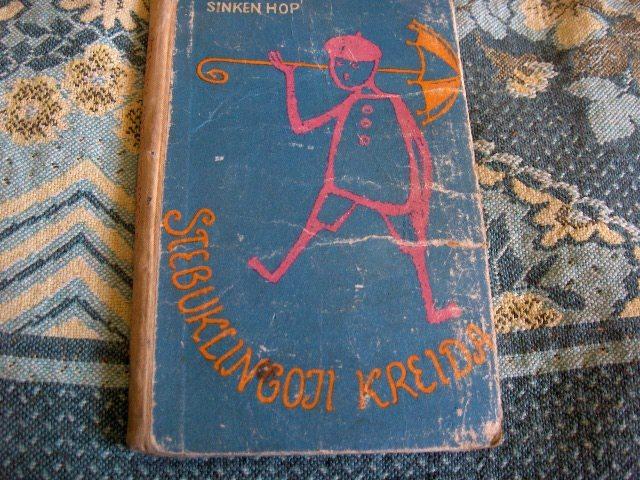 SINKEN HOP
STEBUKLINGOJI KREIDA